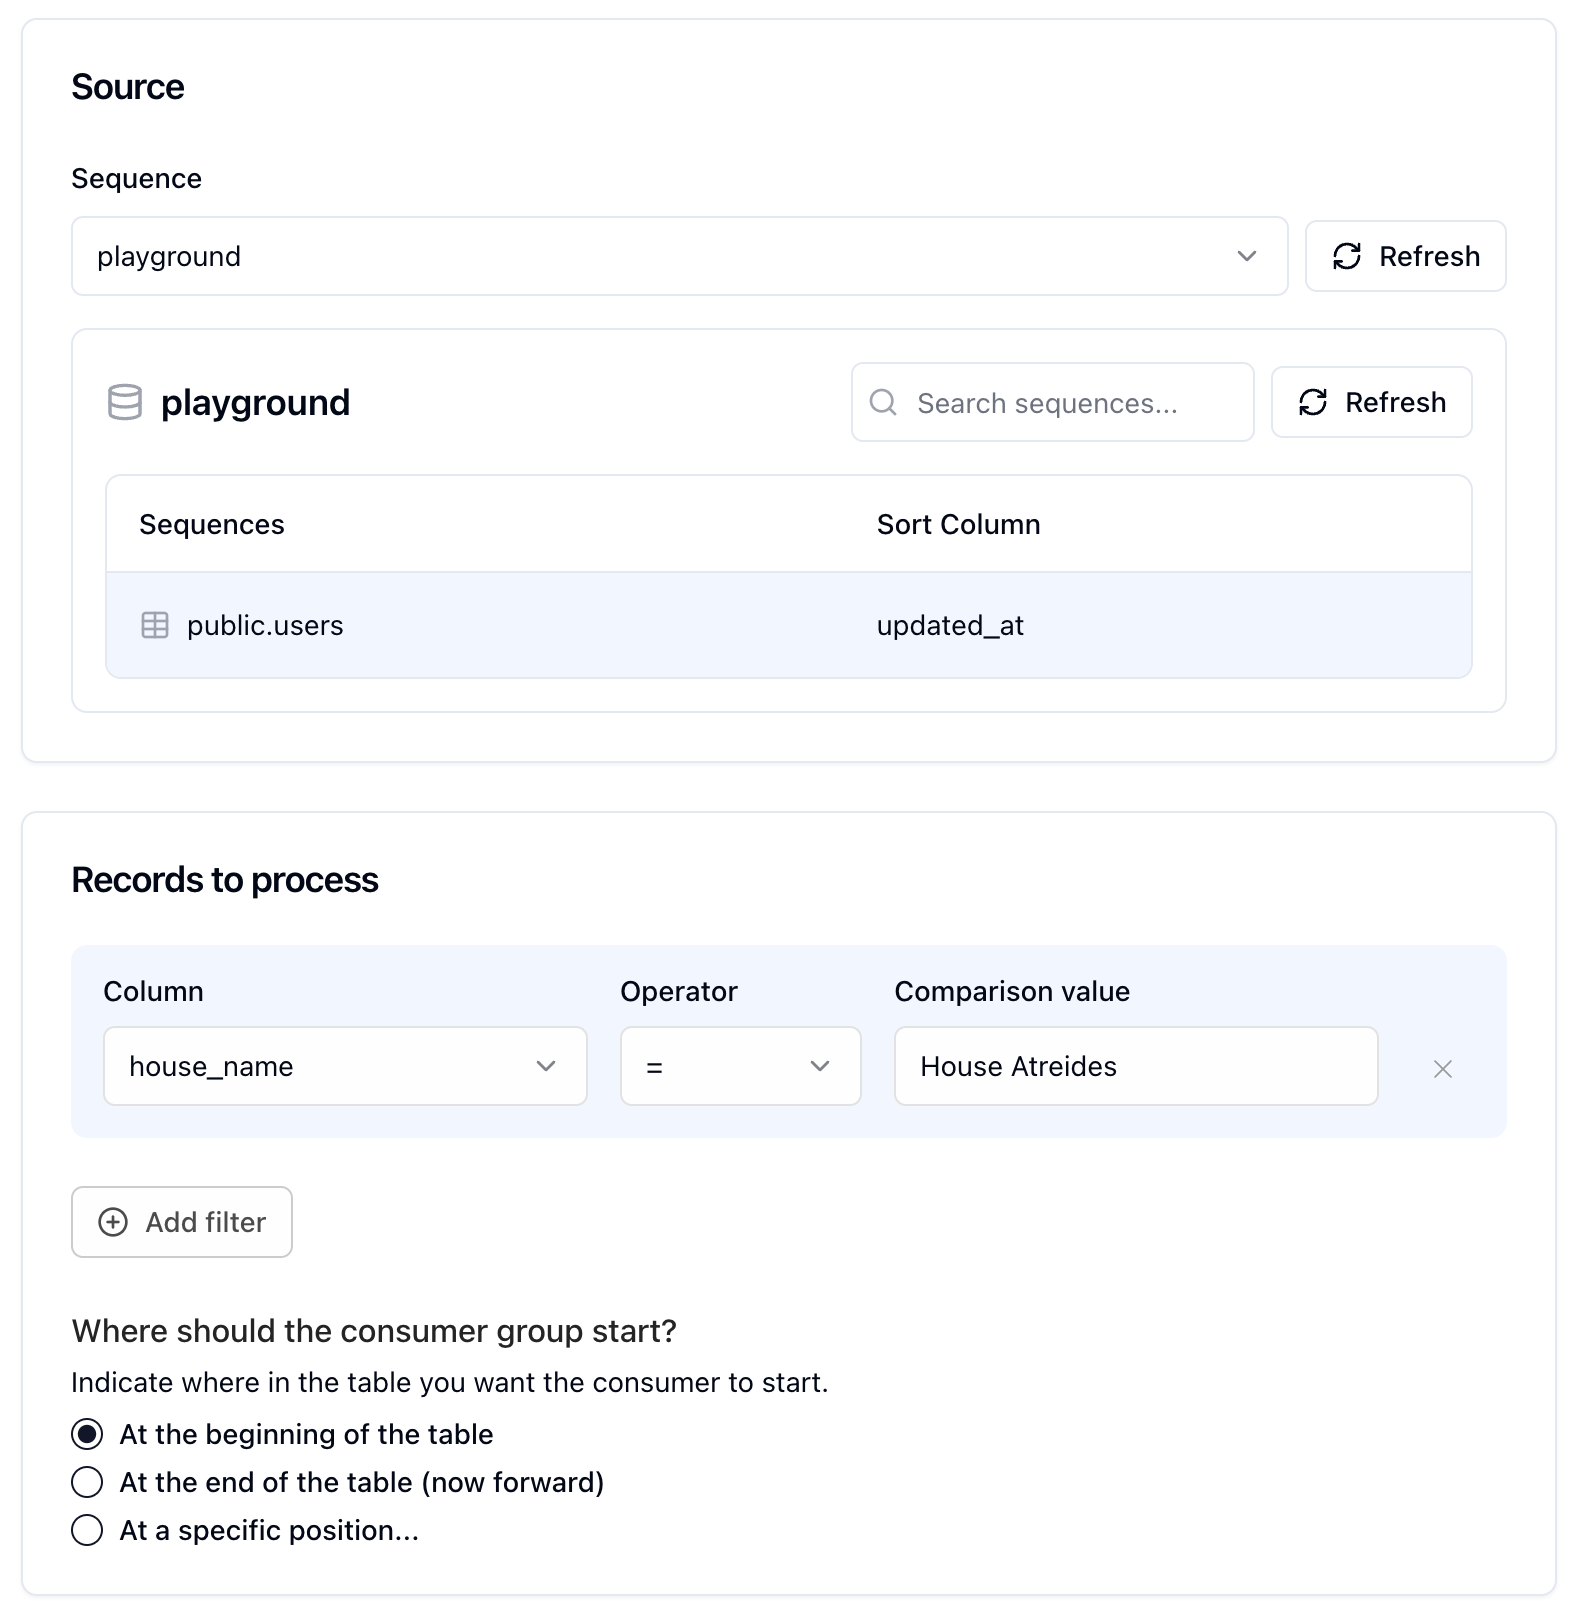 Source
Sequence
playground
Refresh
playground
Search sequences...
Refresh
Sequences Sort Column
public.users updated_at
Records to process
Column Operator Comparison value
house_name = House Atreides
Add filter
Where should the consumer group start?
Indicate where in the table you want the consumer to start.
At the beginning of the table
At the end of the table (now forward)
At a specific position...